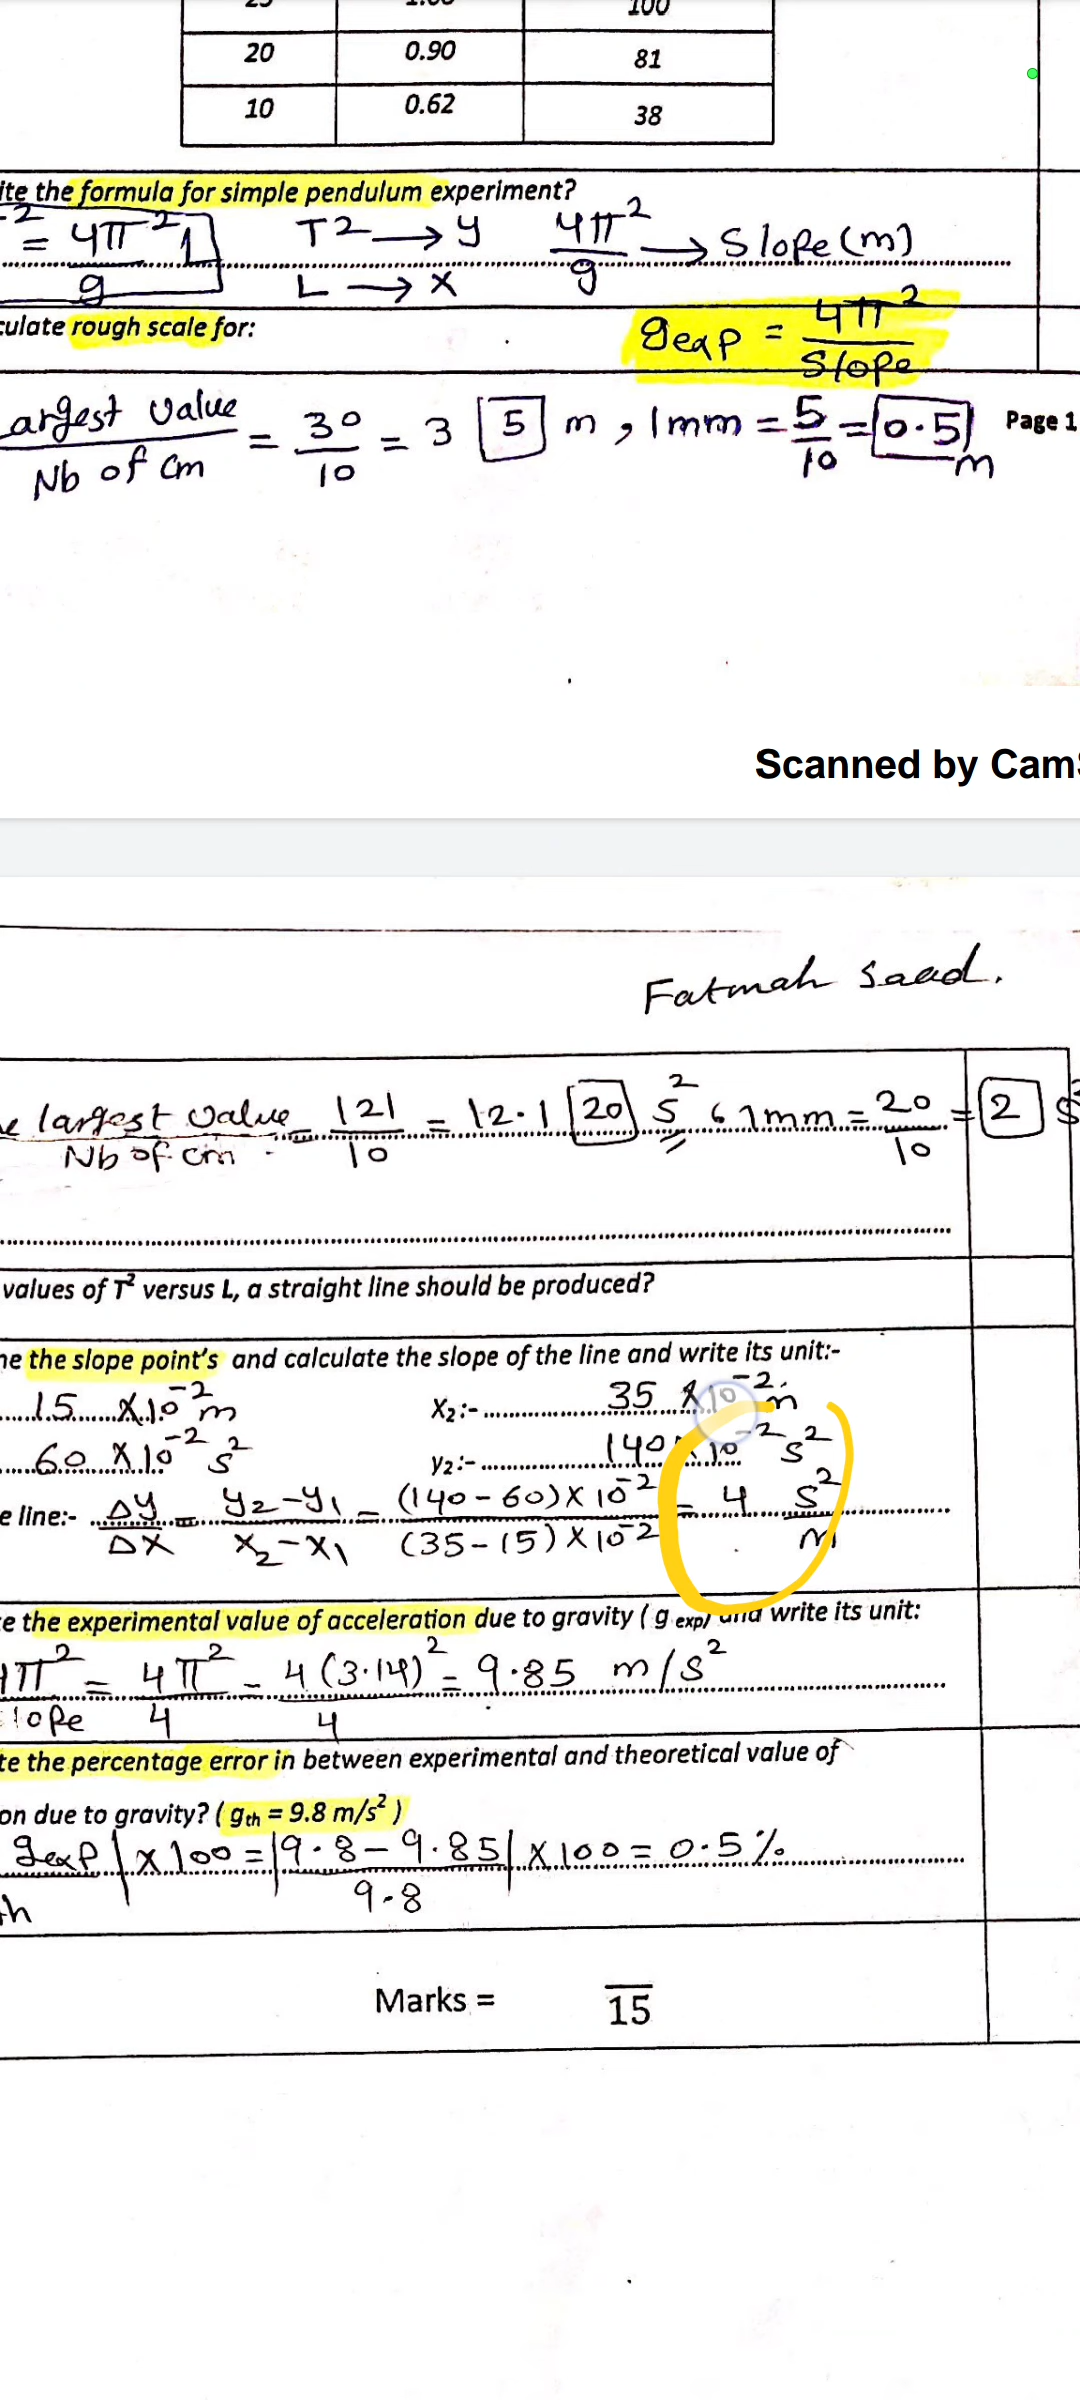 100
20 0.90 81
10 0.62 38
ite the formula for simple pendulum experiment?
= 4π² L / g T2 → y 4π² / g → Slope (m)
L → x
culate rough scale for:
gexp = 4π² / Slope
argest value / Nb of cm = 30 / 10 = 3 5 m , 1mm = 5 / 10 = 0.5 m
Page 1
Scanned by Cam
Fatmah Saad.
e largest value / Nb of cm = 121 / 10 = 12.1 20 s² 6 1mm = 20 / 10 = 2 s
values of T² versus L, a straight line should be produced?
ne the slope point's and calculate the slope of the line and write its unit:-
15 X 10⁻² m X₂:- 35 X 10⁻² m
60 X 10⁻² s² y₂:- 140 X 10⁻² s²
e line:- Δy / Δx = y₂-y₁ / x₂-x₁ = (140-60) X 10⁻² / (35-15) X 10⁻² = 4 s² / m
e the experimental value of acceleration due to gravity ( g exp) and write its unit:
4π² / lope = 4π² / 4 = 4(3.14)² / 4 = 9.85 m/s²
te the percentage error in between experimental and theoretical value of
on due to gravity? ( gth = 9.8 m/s² )
gexp / th | x 100 = | 9.8 - 9.85 / 9.8 | x 100 = 0.5%
Marks = 15